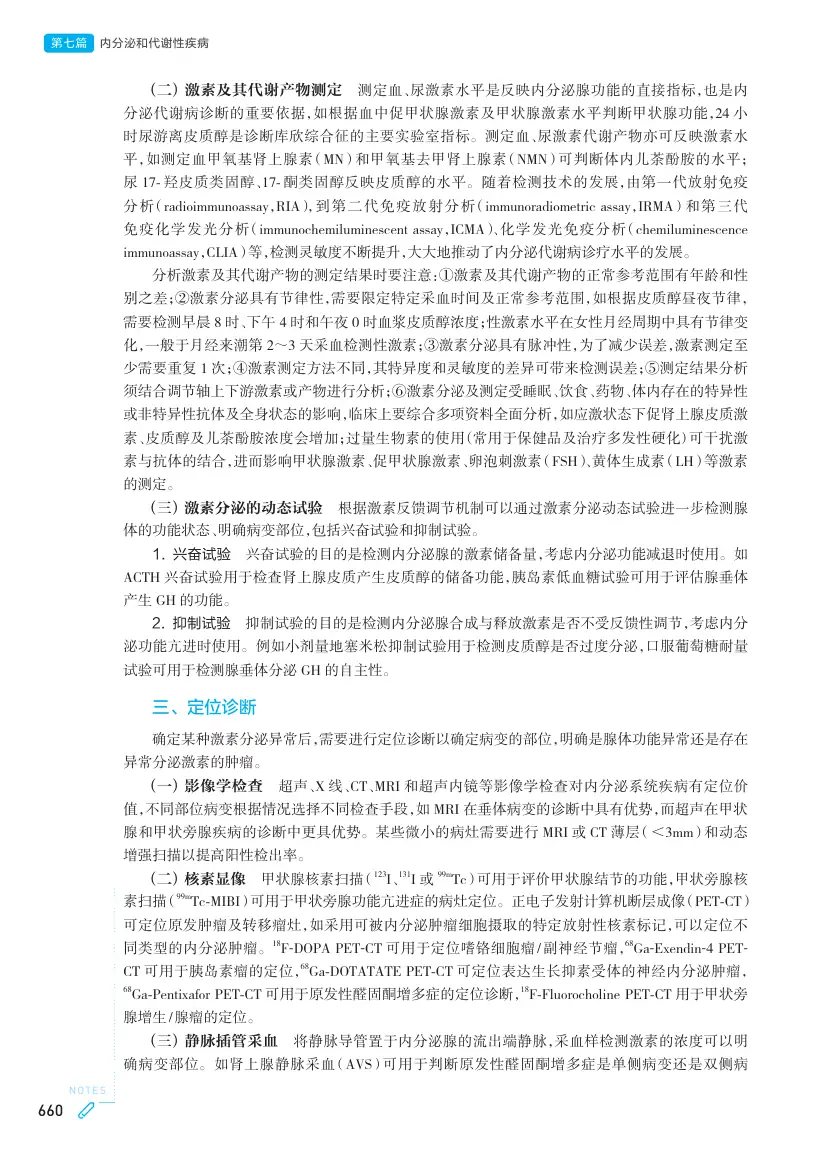 第七篇 内分泌和代谢性疾病
(二) 激素及其代谢产物测定 测定血、尿激素水平是反映内分泌腺功能的直接指标,也是内
分泌代谢病诊断的重要依据,如根据血中促甲状腺激素及甲状腺激素水平判断甲状腺功能,24 小
时尿游离皮质醇是诊断库欣综合征的主要实验室指标。测定血、尿激素代谢产物亦可反映激素水
平,如测定血甲氧基肾上腺素(MN)和甲氧基去甲肾上腺素(NMN)可判断体内儿茶酚胺的水平;
尿 17- 羟皮质类固醇、17- 酮类固醇反映皮质醇的水平。随着检测技术的发展,由第一代放射免疫
分析(radioimmunoassay,RIA),到第二代免疫放射分析(immunoradiometric assay,IRMA)和第三代
免疫化学发光分析(immunochemiluminescent assay,ICMA)、化学发光免疫分析(chemiluminescence
immunoassay,CLIA)等,检测灵敏度不断提升,大大地推动了内分泌代谢病诊疗水平的发展。
分析激素及其代谢产物的测定结果时要注意:①激素及其代谢产物的正常参考范围有年龄和性
别之差;②激素分泌具有节律性,需要限定特定采血时间及正常参考范围,如根据皮质醇昼夜节律,
需要检测早晨 8 时、下午 4 时和午夜 0 时血浆皮质醇浓度;性激素水平在女性月经周期中具有节律变
化,一般于月经来潮第 2～3 天采血检测性激素;③激素分泌具有脉冲性,为了减少误差,激素测定至
少需要重复 1 次;④激素测定方法不同,其特异度和灵敏度的差异可带来检测误差;⑤测定结果分析
须结合调节轴上下游激素或产物进行分析;⑥激素分泌及测定受睡眠、饮食、药物、体内存在的特异性
或非特异性抗体及全身状态的影响,临床上要综合多项资料全面分析,如应激状态下促肾上腺皮质激
素、皮质醇及儿茶酚胺浓度会增加;过量生物素的使用(常用于保健品及治疗多发性硬化)可干扰激
素与抗体的结合,进而影响甲状腺激素、促甲状腺激素、卵泡刺激素(FSH)、黄体生成素(LH)等激素
的测定。
(三) 激素分泌的动态试验 根据激素反馈调节机制可以通过激素分泌动态试验进一步检测腺
体的功能状态、明确病变部位,包括兴奋试验和抑制试验。
1. 兴奋试验 兴奋试验的目的是检测内分泌腺的激素储备量,考虑内分泌功能减退时使用。如
ACTH 兴奋试验用于检查肾上腺皮质产生皮质醇的储备功能,胰岛素低血糖试验可用于评估腺垂体
产生 GH 的功能。
2. 抑制试验 抑制试验的目的是检测内分泌腺合成与释放激素是否不受反馈性调节,考虑内分
泌功能亢进时使用。例如小剂量地塞米松抑制试验用于检测皮质醇是否过度分泌,口服葡萄糖耐量
试验可用于检测腺垂体分泌 GH 的自主性。
三、定位诊断
确定某种激素分泌异常后,需要进行定位诊断以确定病变的部位,明确是腺体功能异常还是存在
异常分泌激素的肿瘤。
(一) 影像学检查 超声、X 线、CT、MRI 和超声内镜等影像学检查对内分泌系统疾病有定位价
值,不同部位病变根据情况选择不同检查手段,如 MRI 在垂体病变的诊断中具有优势,而超声在甲状
腺和甲状旁腺疾病的诊断中更具优势。某些微小的病灶需要进行 MRI 或 CT 薄层(＜3mm)和动态
增强扫描以提高阳性检出率。
(二) 核素显像 甲状腺核素扫描(¹²³I、¹³¹I 或 ⁹⁹ᵐTc)可用于评价甲状腺结节的功能,甲状旁腺核
素扫描(⁹⁹ᵐTc-MIBI)可用于甲状旁腺功能亢进症的病灶定位。正电子发射计算机断层成像(PET-CT)
可定位原发肿瘤及转移瘤灶,如采用可被内分泌肿瘤细胞摄取的特定放射性核素标记,可以定位不
同类型的内分泌肿瘤。¹⁸F-DOPA PET-CT 可用于定位嗜铬细胞瘤/副神经节瘤,⁶⁸Ga-Exendin-4 PET-
CT 可用于胰岛素瘤的定位,⁶⁸Ga-DOTATATE PET-CT 可定位表达生长抑素受体的神经内分泌肿瘤,
⁶⁸Ga-Pentixafor PET-CT 可用于原发性醛固酮增多症的定位诊断,¹⁸F-Fluorocholine PET-CT 用于甲状旁
腺增生/腺瘤的定位。
(三) 静脉插管采血 将静脉导管置于内分泌腺的流出端静脉,采血样检测激素的浓度可以明
确病变部位。如肾上腺静脉采血(AVS)可用于判断原发性醛固酮增多症是单侧病变还是双侧病
NOTES
660